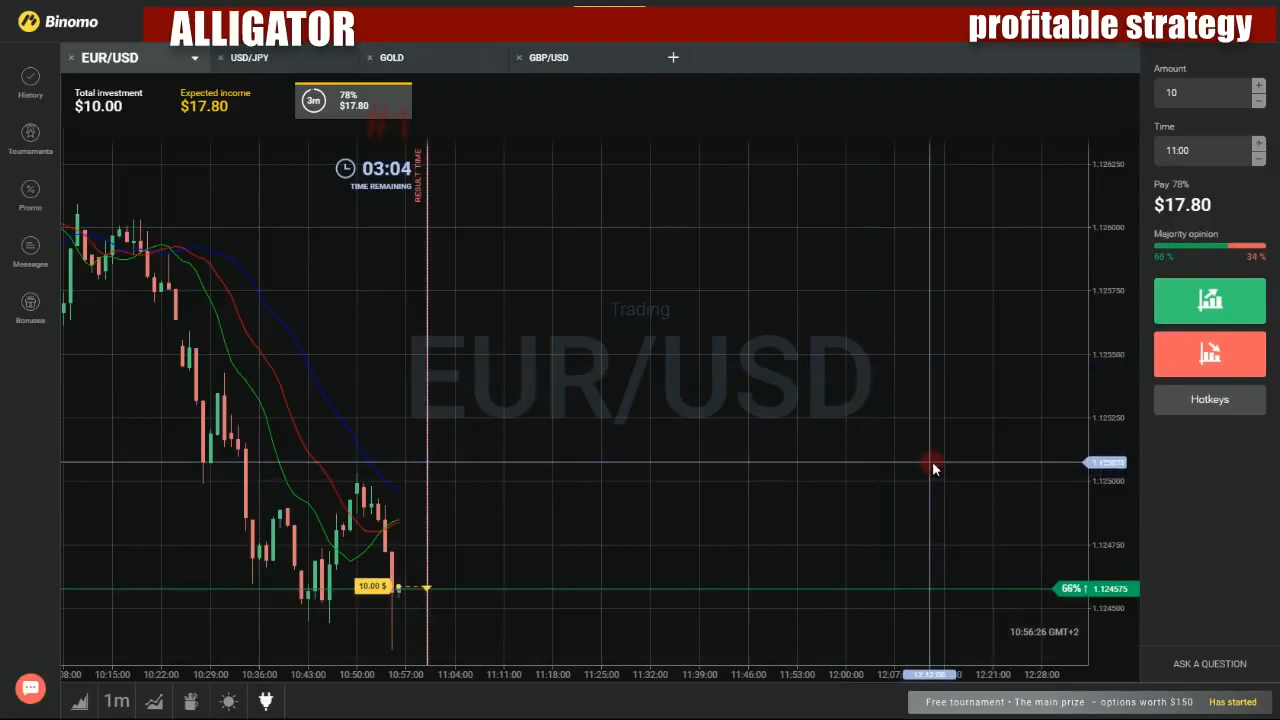 Binomo
ALLIGATOR
profitable strategy
EUR/USD
USD/JPY
GOLD
GBP/USD
Total investment
$10.00
Expected income
$17.80
3m
78%
$17.80
#1
History
Tournaments
Promo
Messages
Bonuses
03:04
TIME REMAINING
RESULT TIME
Trading
EUR/USD
10.00 $
1.126250
1.126000
1.125750
1.125500
1.125250
1.125000
1.124750
66% ↑ 1.124575
1.124500
10:56:26 GMT+2
:08:00 10:15:00 10:22:00 10:29:00 10:36:00 10:43:00 10:50:00 10:57:00 11:04:00 11:11:00 11:18:00 11:25:00 11:32:00 11:39:00 11:46:00 11:53:00 12:00:00 12:07: 12:12:00 12:21:00 12:28:00
1m
Amount
10
Time
11:00
Pay 78%
$17.80
Majority opinion
66 % 34 %
Hotkeys
ASK A QUESTION
Free tournament • The main prize – options worth $150 Has started